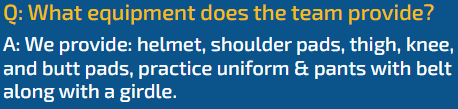 Q: What equipment does the team provide?
A: We provide: helmet, shoulder pads, thigh, knee,
and butt pads, practice uniform & pants with belt
along with a girdle.